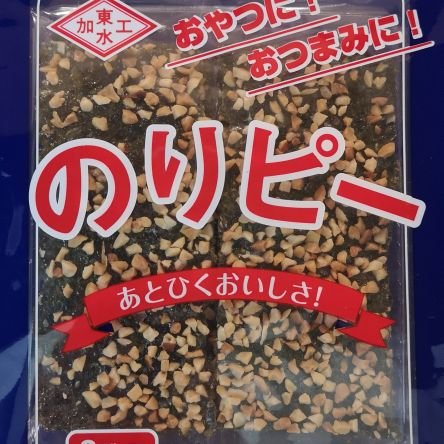 東
加 工
水
おやつに!
おつまみに!
のりピー
あとひくおいしさ!